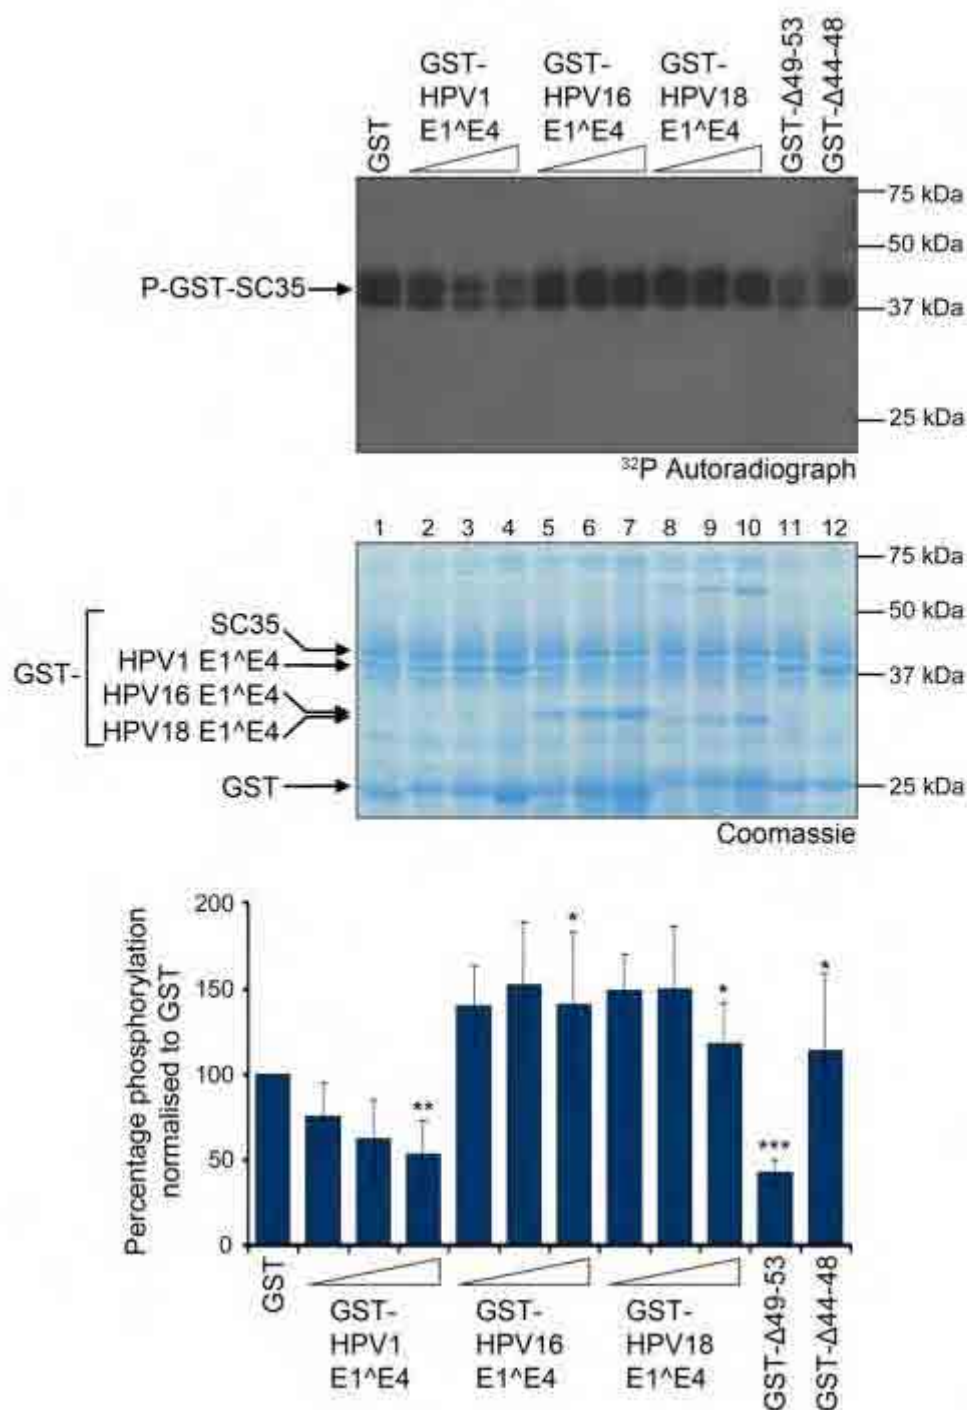 GST
GST-
HPV1
E1^E4
GST-
HPV16
E1^E4
GST-
HPV18
E1^E4
GST-Δ49-53
GST-Δ44-48
75 kDa
50 kDa
P-GST-SC35
37 kDa
25 kDa
³²P Autoradiograph
1 2 3 4 5 6 7 8 9 10 11 12
75 kDa
50 kDa
SC35
HPV1 E1^E4
GST-
37 kDa
HPV16 E1^E4
HPV18 E1^E4
GST
25 kDa
Coomassie
Percentage phosphorylation
normalised to GST
200
150
100
50
0
*
*
*
**
***
GST
GST-
HPV1
E1^E4
GST-
HPV16
E1^E4
GST-
HPV18
E1^E4
GST-Δ49-53
GST-Δ44-48